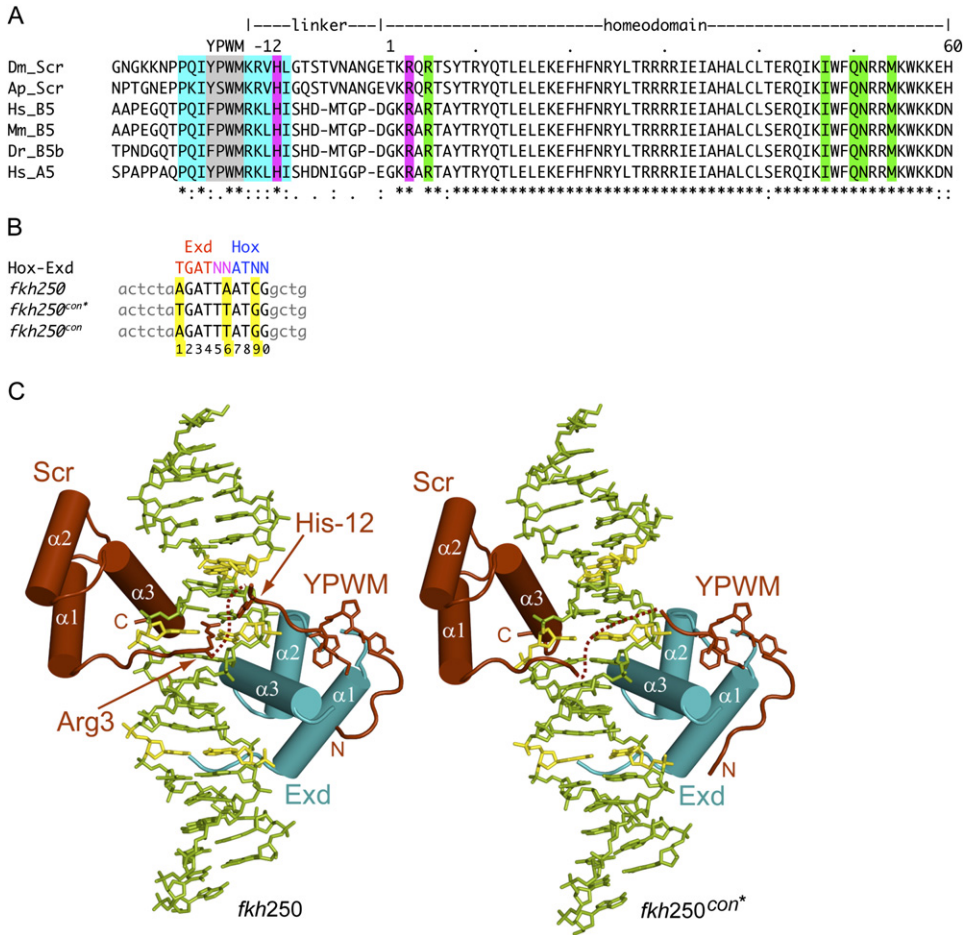 A
|----linker---|----------------homeodomain----------------|
YPWM -12 1 . . . . . 60
Dm_Scr GNGKKNPPQIYPWMKRVHLGTSTVNANGETKRQRTSYTRYQTLELEKEFHFNRYLTRRRRIEIAHALCLTERQIKIWFQNRRMKWKKEH
Ap_Scr NPTGNEPPKIYSWMKRVHIGQSTVNANGEVKRQRTSYTRYQTLELEKEFHFNRYLTRRRRIEIAHALCLTERQIKIWFQNRRMKWKKEH
Hs_B5 AAPEGQTPQIFPWMRKLHISHD-MTGP-DGKRARTAYTRYQTLELEKEFHFNRYLTRRRRIEIAHALCLSERQIKIWFQNRRMKWKKDN
Mm_B5 AAPEGQTPQIFPWMRKLHISHD-MTGP-DGKRARTAYTRYQTLELEKEFHFNRYLTRRRRIEIAHALCLSERQIKIWFQNRRMKWKKDN
Dr_B5b TPNDGQTPQIFPWMRKLHISHD-MTGP-DGKRARTAYTRYQTLELEKEFHFNRYLTRRRRIEIAHALCLSERQIKIWFQNRRMKWKKDN
Hs_A5 SPAPPAQPQIYPWMRKLHISHDNIGGP-EGKRARTAYTRYQTLELEKEFHFNRYLTRRRRIEIAHALCLSERQIKIWFQNRRMKWKKDN
B
Exd Hox
Hox-Exd TGATNNATNN
fkh250 actctaAGATTAATCGgctg
fkh250con* actctaTGATTTATGGgctg
fkh250con actctaAGATTTATGGgctg
1234567890
C
Scr
α2
α1
α3
C
His-12
YPWM
α2
α3
α1
Arg3
N
Exd
fkh250
Scr
α2
α1
α3
C
YPWM
α2
α3
α1
N
Exd
fkh250con*